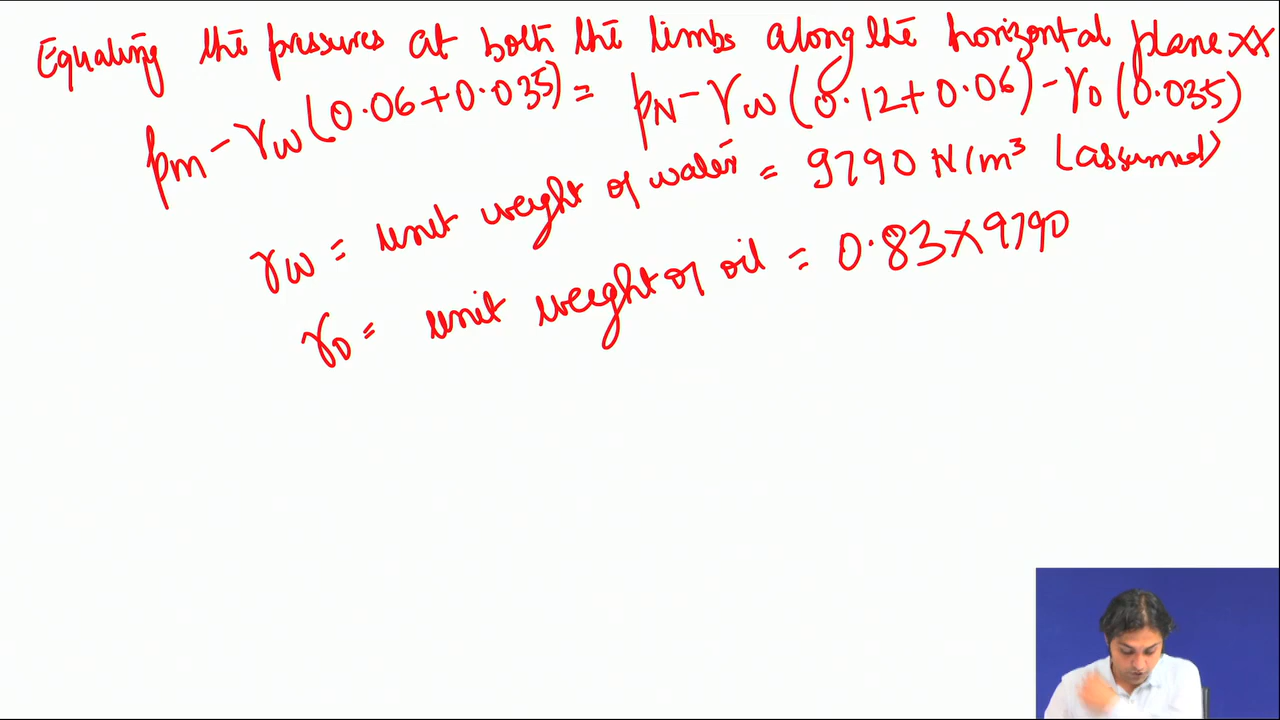 Equating the pressures at both the limbs along the horizontal plane XX
pm - γw (0.06+0.035) = pN - γw (0.12+0.06) - γo (0.035)
γw = unit weight of water = 9790 N/m³ (assumed)
γo = unit weight of oil = 0.83×9790